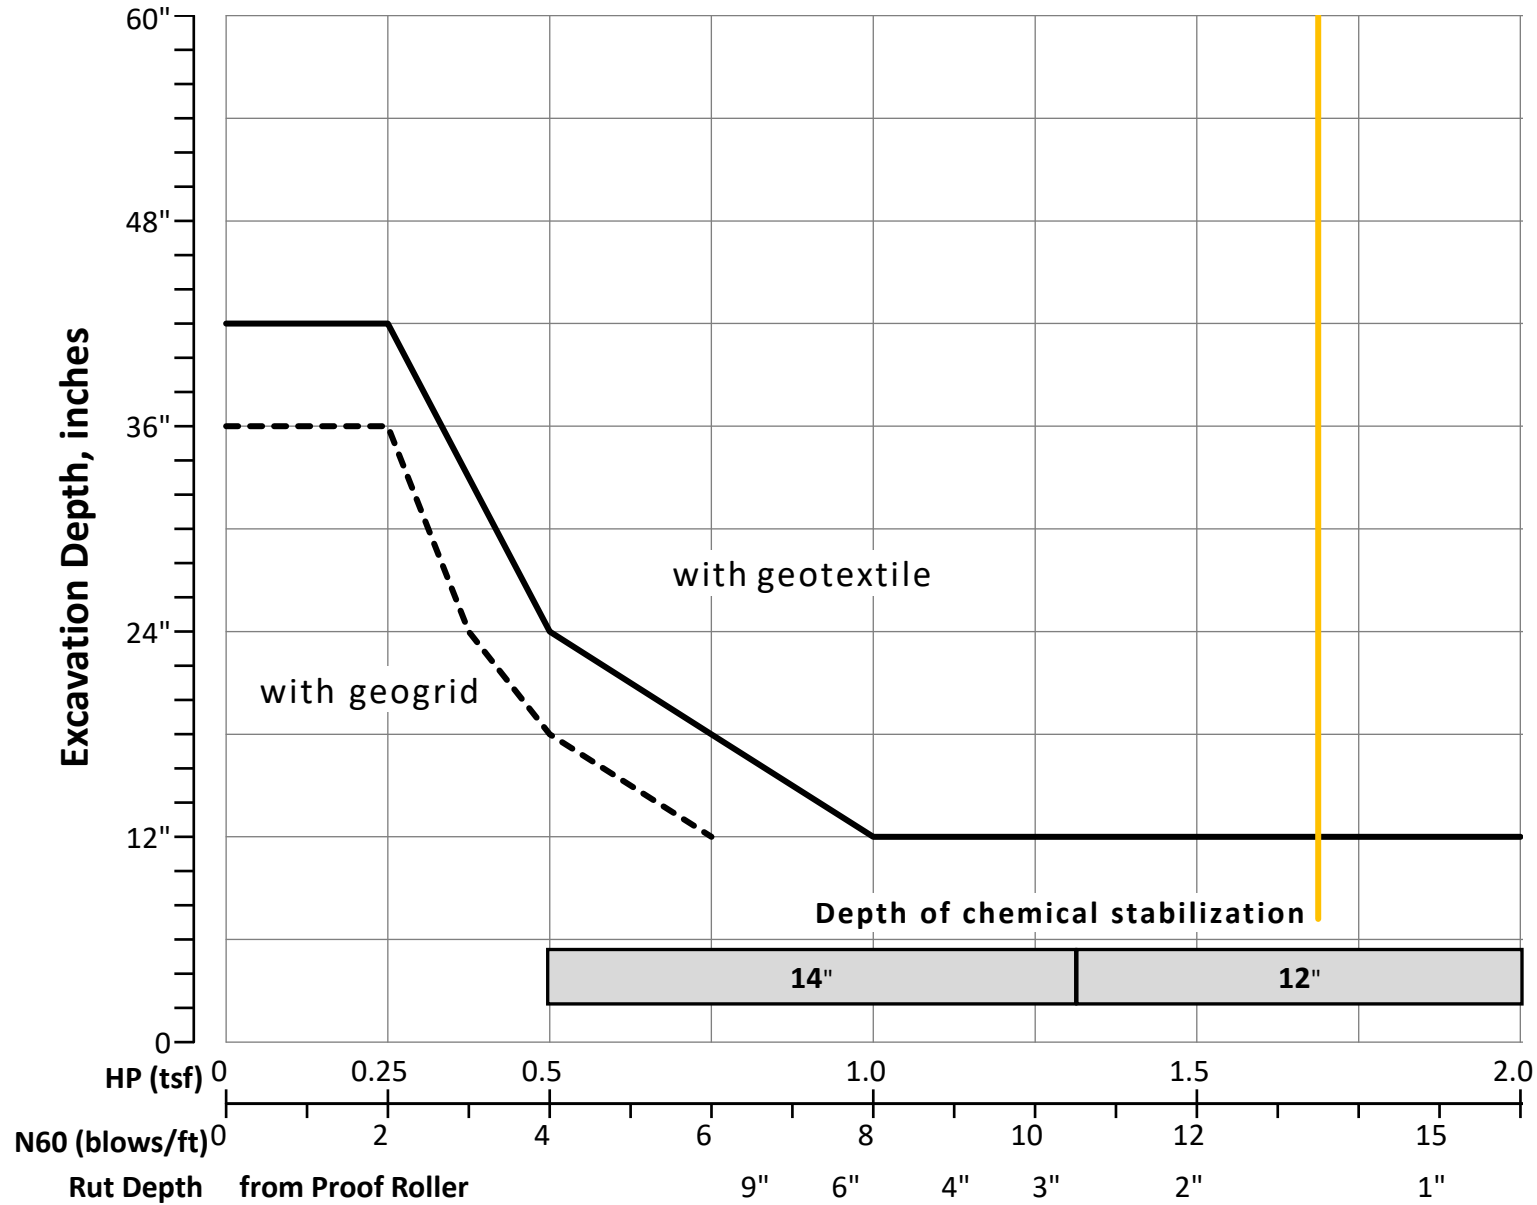 60"
48"
36"
24"
12"
0
Excavation Depth, inches
with geotextile
with geogrid
Depth of chemical stabilization
14"
12"
HP (tsf) 0 0.25 0.5 1.0 1.5 2.0
N60 (blows/ft) 0 2 4 6 8 10 12 15
Rut Depth from Proof Roller 9" 6" 4" 3" 2" 1"